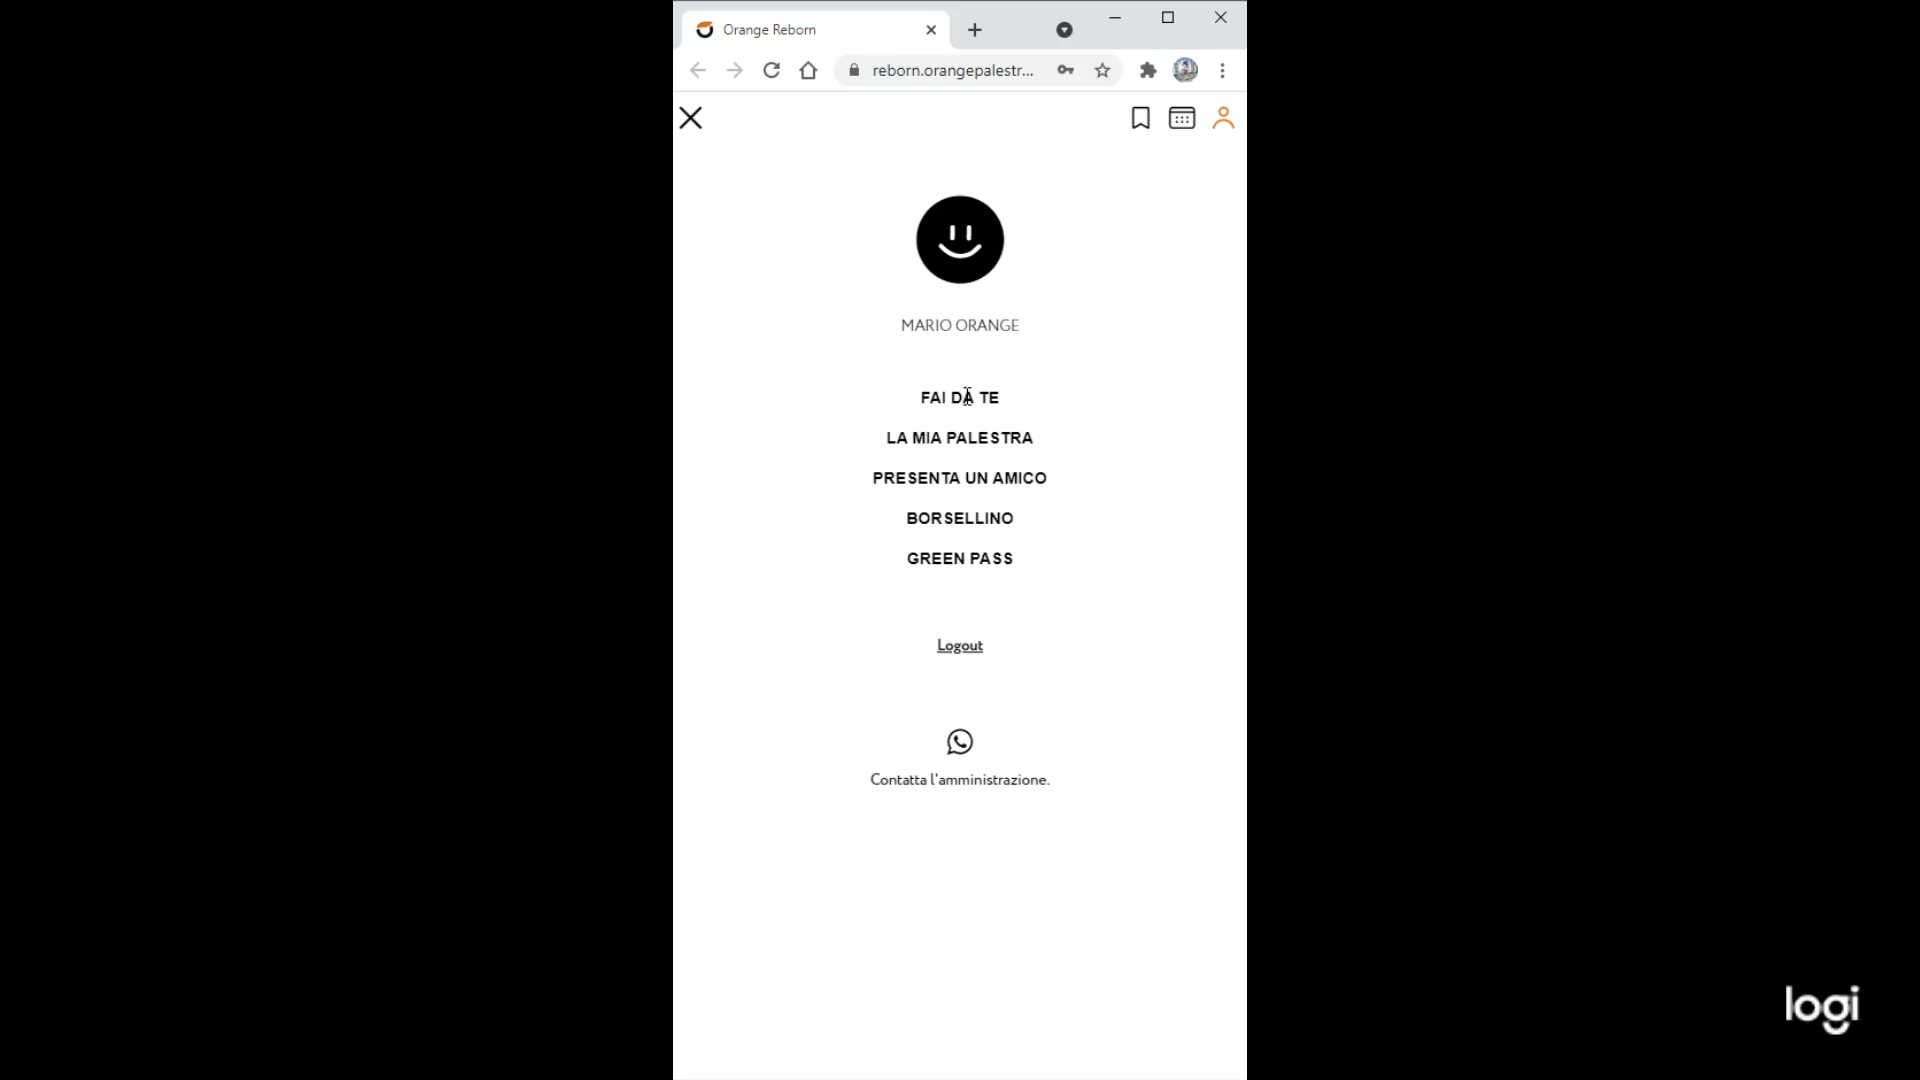 Orange Reborn
reborn.orangepalestr...
MARIO ORANGE
FAI DA TE
LA MIA PALESTRA
PRESENTA UN AMICO
BORSELLINO
GREEN PASS
Logout
Contatta l'amministrazione.
logi